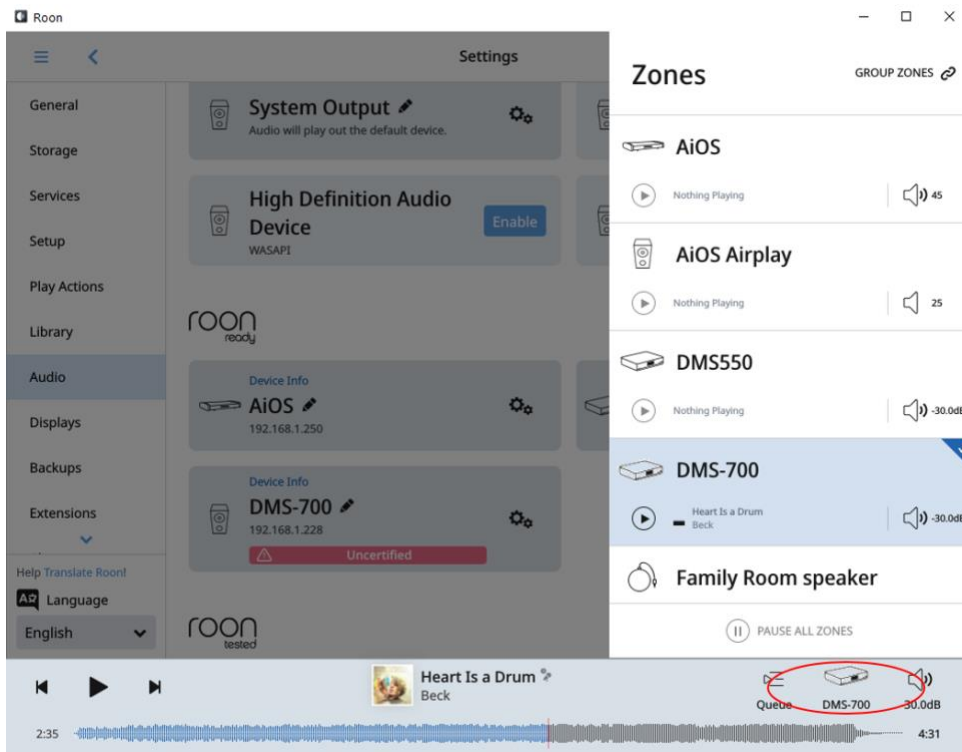 Roon
Settings
General
Storage
Services
Setup
Play Actions
Library
Audio
Displays
Backups
Extensions
Help Translate Roon!
Language
English
System Output
Audio will play out the default device.
High Definition Audio
Device
WASAPI
Enable
roon
ready
Device Info
AiOS
192.168.1.250
Device Info
DMS-700
192.168.1.228
Uncertified
roon
tested
Zones
GROUP ZONES
AiOS
Nothing Playing
45
AiOS Airplay
Nothing Playing
25
DMS550
Nothing Playing
-30.0dB
DMS-700
Heart Is a Drum
Beck
-30.0dB
Family Room speaker
PAUSE ALL ZONES
Heart Is a Drum
Beck
Queue
DMS-700
30.0dB
2:35
4:31